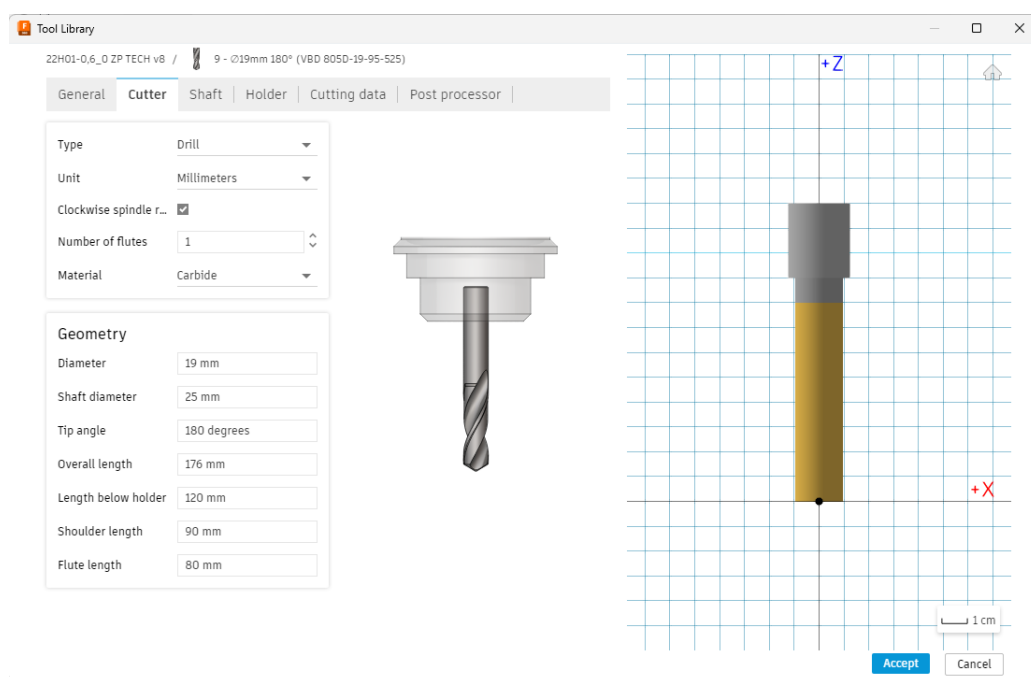 Tool Library
22H01-0,6_0 ZP TECH v8 / 9 - ∅19mm 180° (VBD 805D-19-95-525)
General Cutter Shaft Holder Cutting data Post processor
Type Drill
Unit Millimeters
Clockwise spindle r...
Number of flutes 1
Material Carbide
Geometry
Diameter 19 mm
Shaft diameter 25 mm
Tip angle 180 degrees
Overall length 176 mm
Length below holder 120 mm
Shoulder length 90 mm
Flute length 80 mm
+Z
+X
1 cm
Accept Cancel